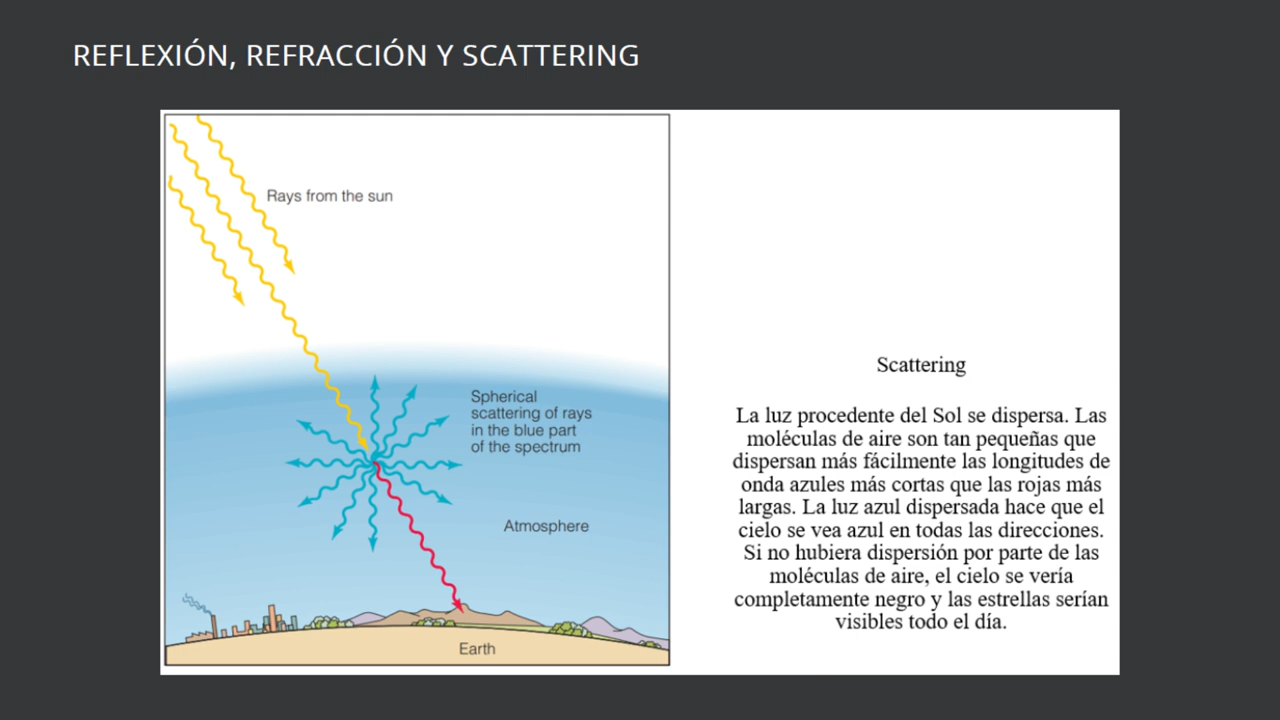 REFLEXIÓN, REFRACCIÓN Y SCATTERING
Rays from the sun
Spherical
scattering of rays
in the blue part
of the spectrum
Atmosphere
Earth
Scattering
La luz procedente del Sol se dispersa. Las
moléculas de aire son tan pequeñas que
dispersan más fácilmente las longitudes de
onda azules más cortas que las rojas más
largas. La luz azul dispersada hace que el
cielo se vea azul en todas las direcciones.
Si no hubiera dispersión por parte de las
moléculas de aire, el cielo se vería
completamente negro y las estrellas serían
visibles todo el día.